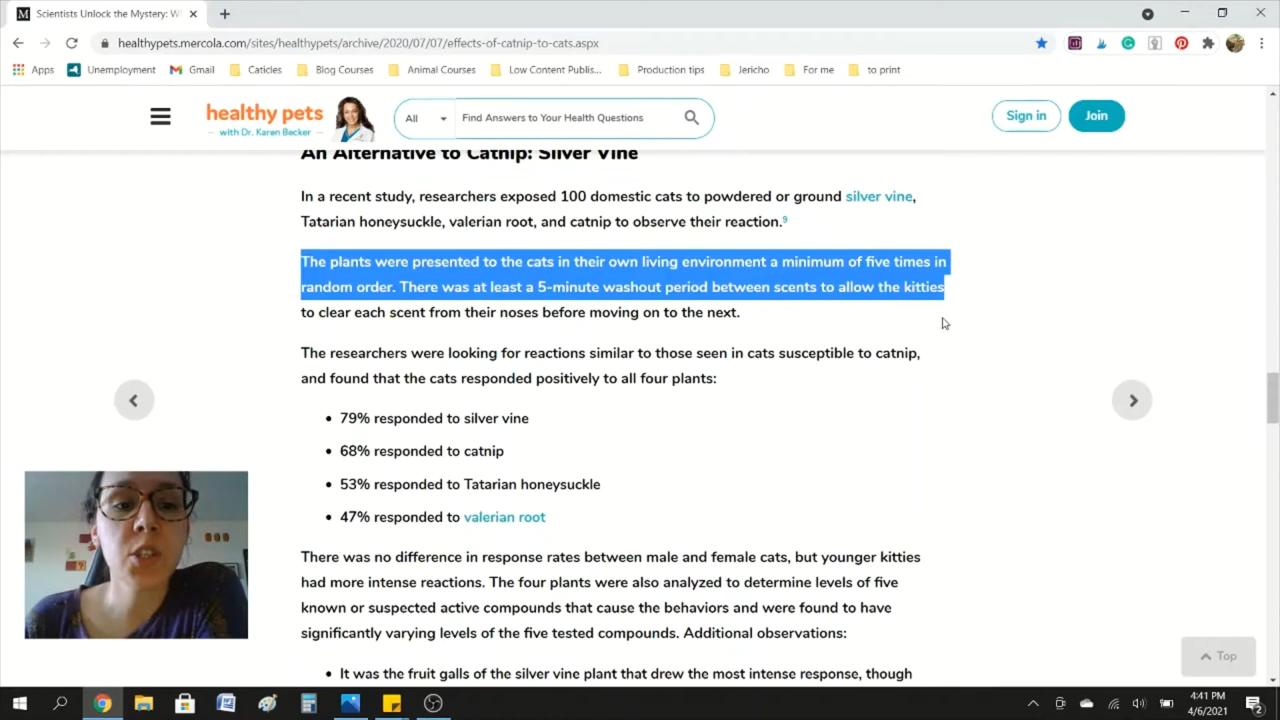 Scientists Unlock the Mystery: W
healthypets.mercola.com/sites/healthypets/archive/2020/07/07/effects-of-catnip-to-cats.aspx
Apps Unemployment Gmail Caticles Blog Courses Animal Courses Low Content Publis... Production tips Jericho For me to print
healthy pets
with Dr. Karen Becker
All Find Answers to Your Health Questions
Sign in Join
An Alternative to Catnip: Silver Vine
In a recent study, researchers exposed 100 domestic cats to powdered or ground silver vine,
Tatarian honeysuckle, valerian root, and catnip to observe their reaction.9
The plants were presented to the cats in their own living environment a minimum of five times in
random order. There was at least a 5-minute washout period between scents to allow the kitties
to clear each scent from their noses before moving on to the next.
The researchers were looking for reactions similar to those seen in cats susceptible to catnip,
and found that the cats responded positively to all four plants:
• 79% responded to silver vine
• 68% responded to catnip
• 53% responded to Tatarian honeysuckle
• 47% responded to valerian root
There was no difference in response rates between male and female cats, but younger kitties
had more intense reactions. The four plants were also analyzed to determine levels of five
known or suspected active compounds that cause the behaviors and were found to have
significantly varying levels of the five tested compounds. Additional observations:
• It was the fruit galls of the silver vine plant that drew the most intense response, though
Top
4:41 PM
4/6/2021
2